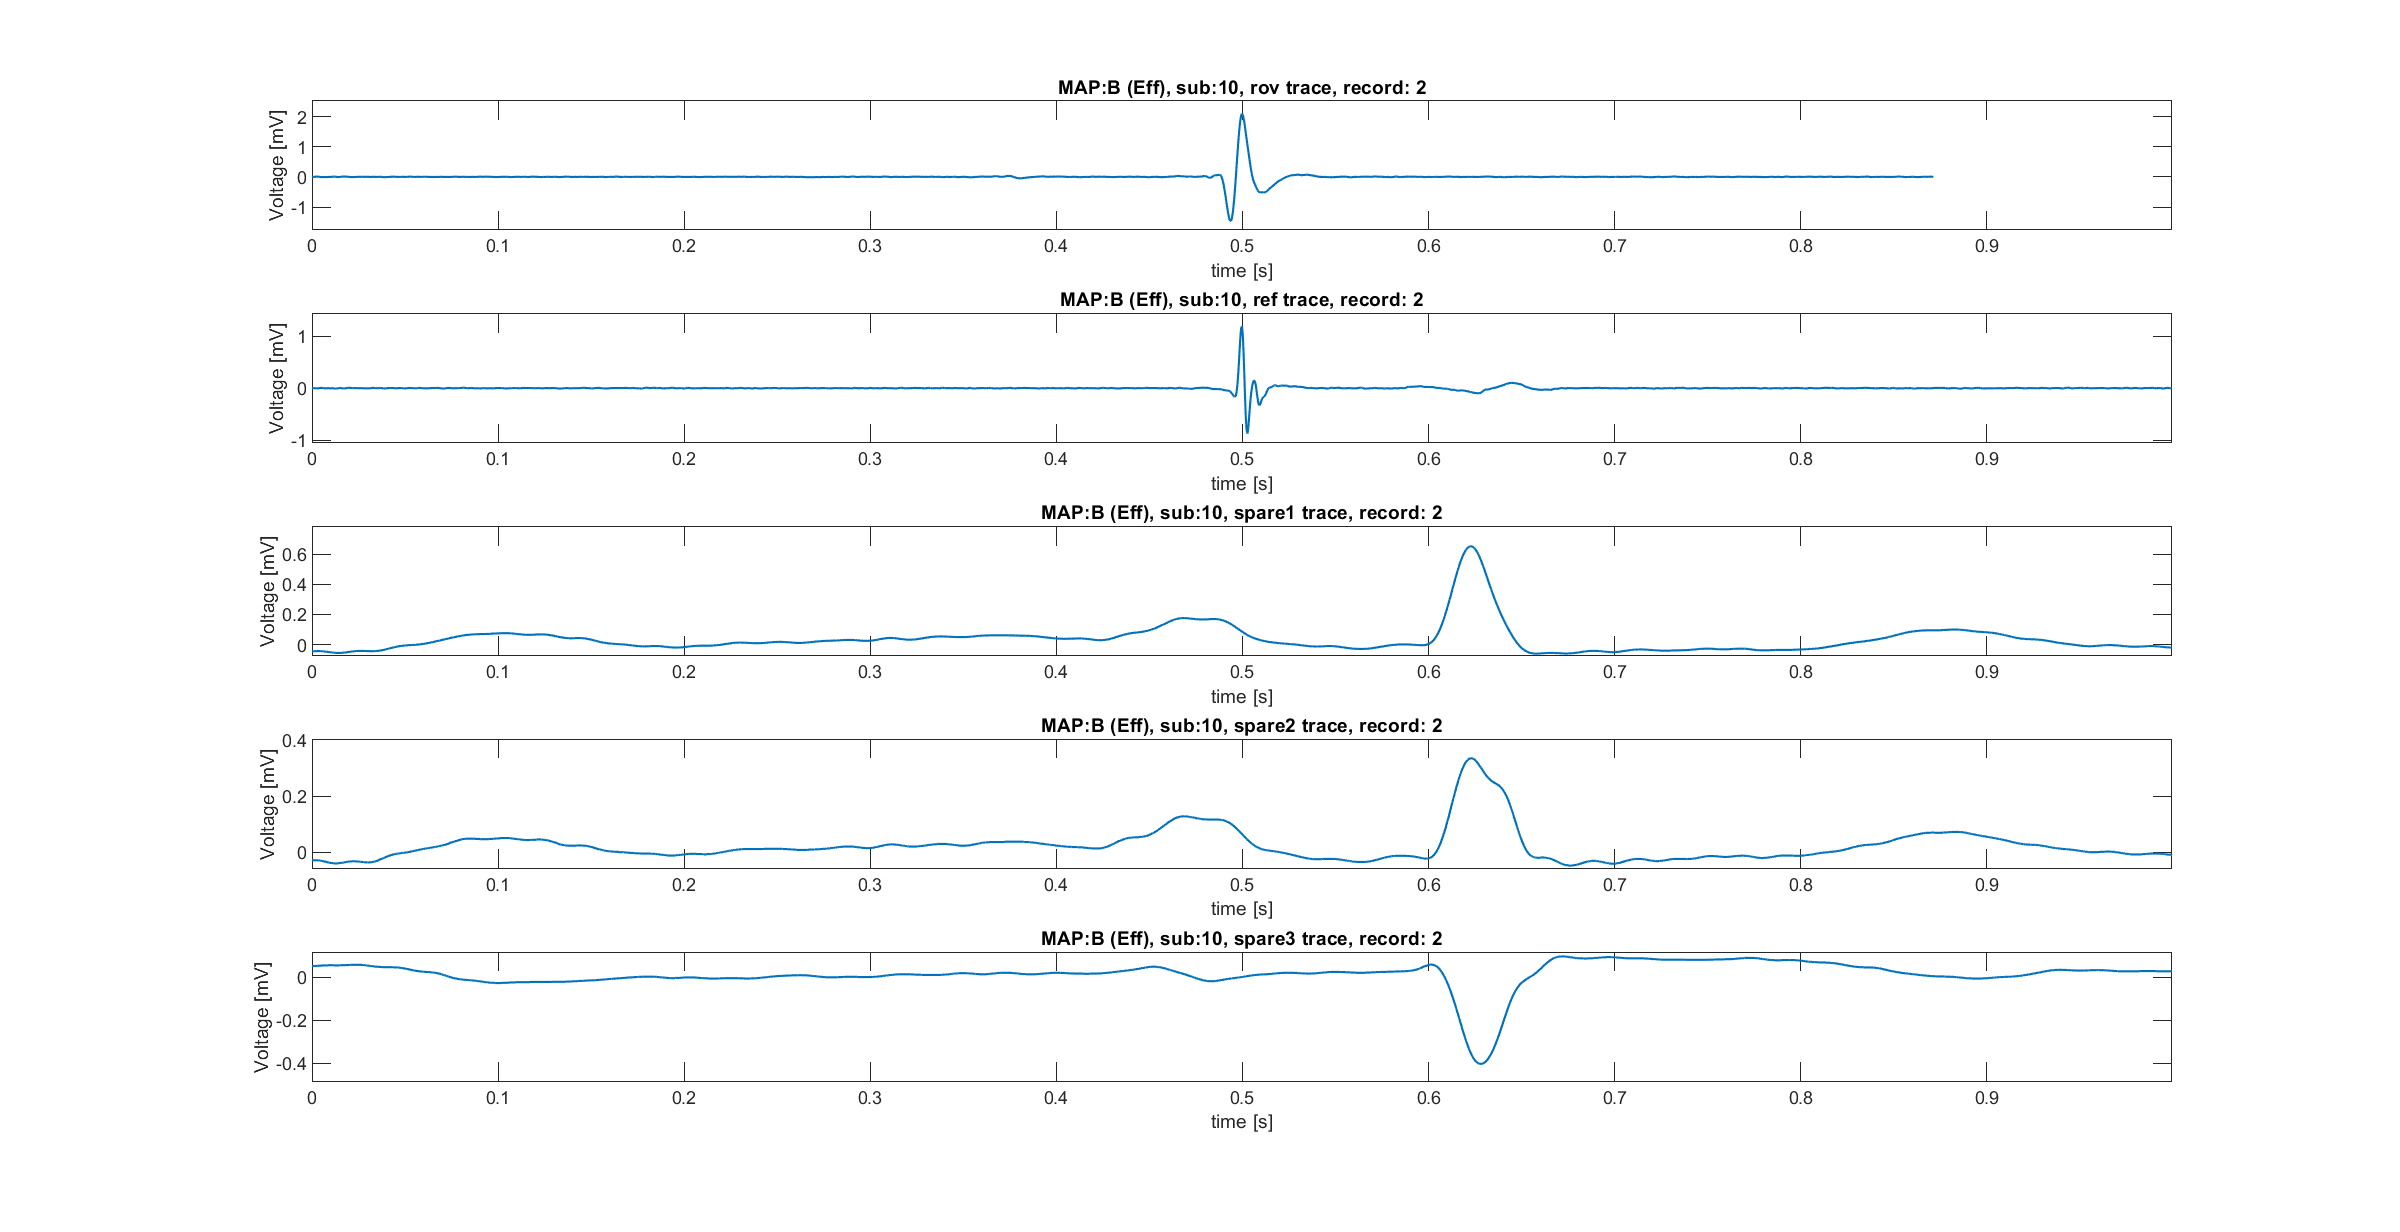 MAP:B (Eff), sub:10, rov trace, record: 2
Voltage [mV]
2
1
0
-1
0 0.1 0.2 0.3 0.4 0.5 0.6 0.7 0.8 0.9
time [s]
MAP:B (Eff), sub:10, ref trace, record: 2
Voltage [mV]
1
0
-1
0 0.1 0.2 0.3 0.4 0.5 0.6 0.7 0.8 0.9
time [s]
MAP:B (Eff), sub:10, spare1 trace, record: 2
Voltage [mV]
0.6
0.4
0.2
0
0 0.1 0.2 0.3 0.4 0.5 0.6 0.7 0.8 0.9
time [s]
MAP:B (Eff), sub:10, spare2 trace, record: 2
Voltage [mV]
0.4
0.2
0
0 0.1 0.2 0.3 0.4 0.5 0.6 0.7 0.8 0.9
time [s]
MAP:B (Eff), sub:10, spare3 trace, record: 2
Voltage [mV]
0
-0.2
-0.4
0 0.1 0.2 0.3 0.4 0.5 0.6 0.7 0.8 0.9
time [s]